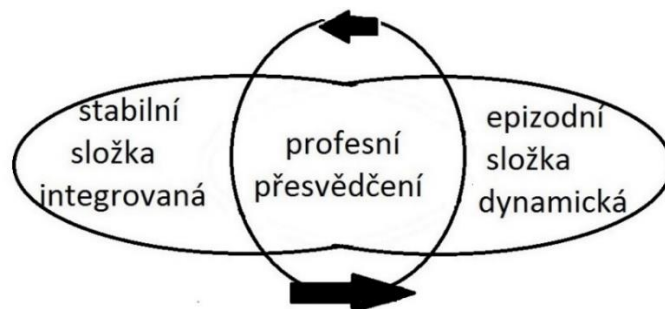 stabilní
složka
integrovaná
profesní
přesvědčení
epizodní
složka
dynamická